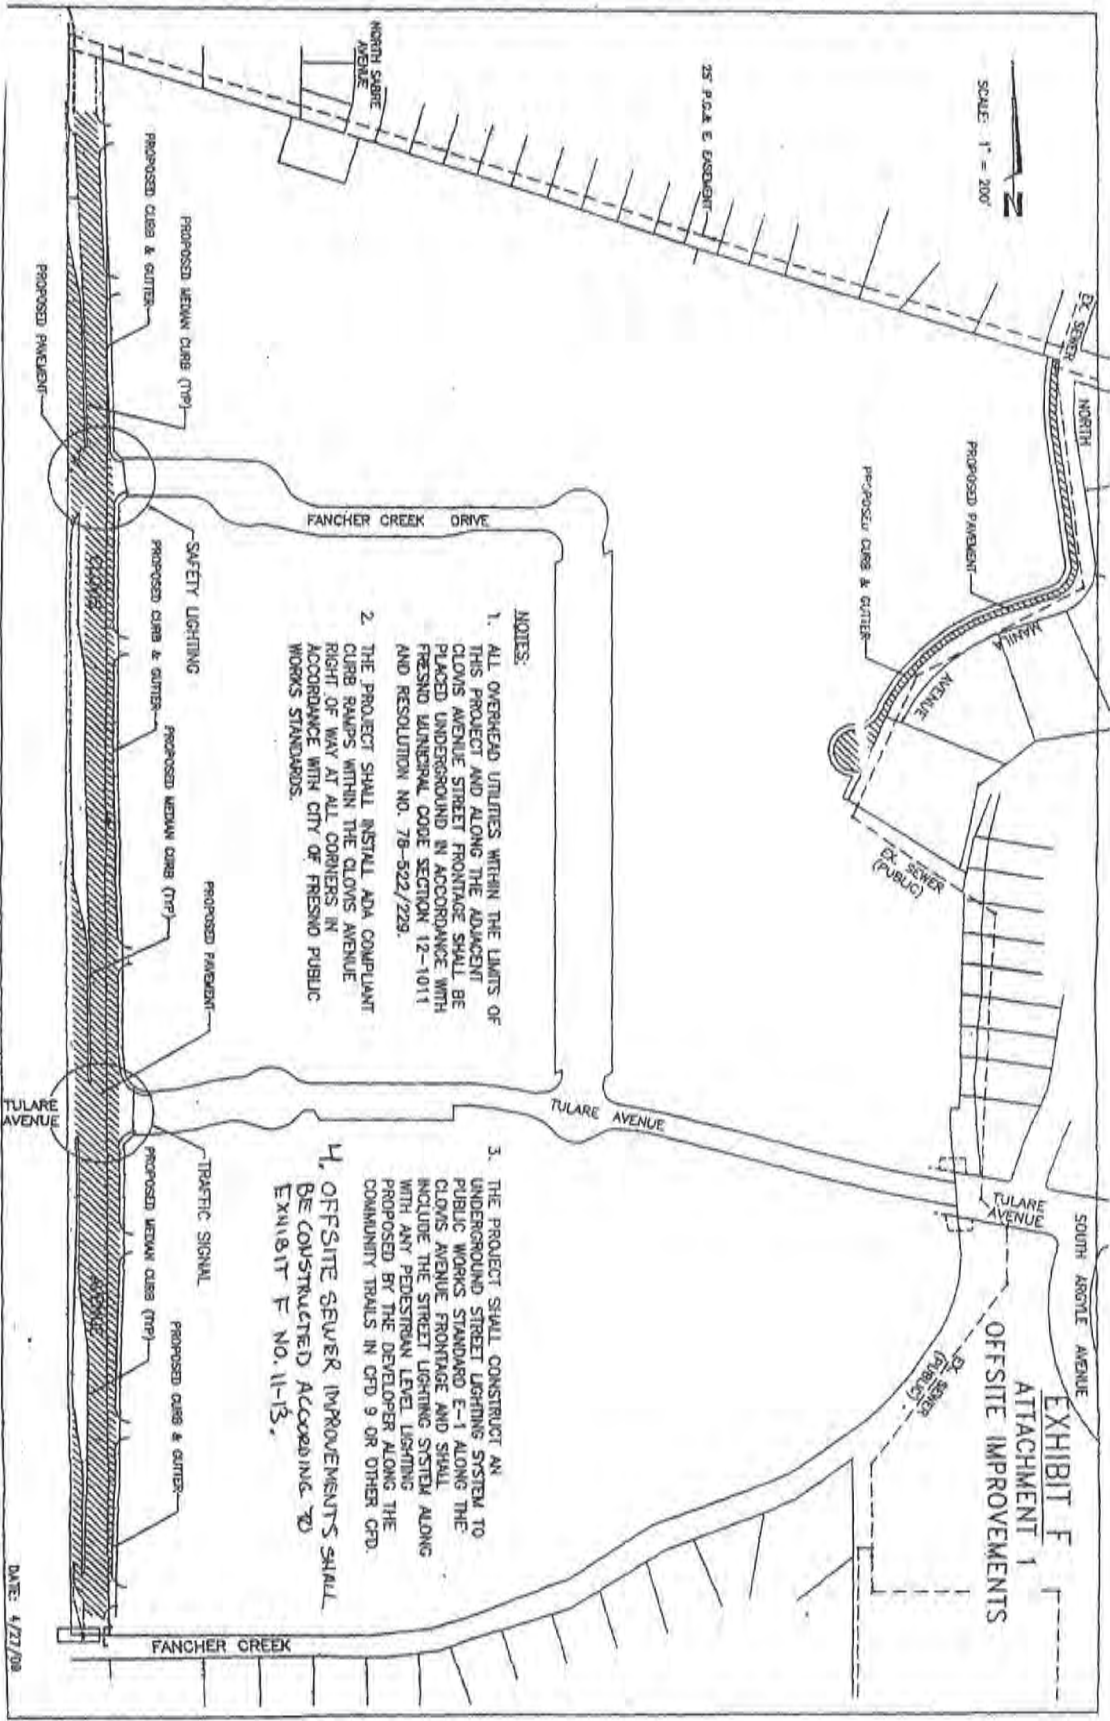 EXHIBIT F
ATTACHMENT 1
OFFSITE IMPROVEMENTS
SCALE: 1" = 200'
N
25' P.G.& E. EASEMENT
NORTH SABRE
AVENUE
EX. SEWER
NORTH
MANILA
AVENUE
PROPOSED PAVEMENT
PROPOSED CURB & GUTTER
EX. SEWER
(PUBLIC)
TULARE
AVENUE
SOUTH ARGYLE AVENUE
EX. SEWER
(PUBLIC)
FANCHER CREEK DRIVE
TULARE AVENUE
NOTES:
1. ALL OVERHEAD UTILITIES WITHIN THE LIMITS OF
THIS PROJECT AND ALONG THE ADJACENT
CLOVIS AVENUE STREET FRONTAGE SHALL BE
PLACED UNDERGROUND IN ACCORDANCE WITH
FRESNO MUNICIPAL CODE SECTION 12-1011
AND RESOLUTION NO. 78-522/229.
2 THE PROJECT SHALL INSTALL ADA COMPLIANT
CURB RAMPS WITHIN THE CLOVIS AVENUE
RIGHT OF WAY AT ALL CORNERS IN
ACCORDANCE WITH CITY OF FRESNO PUBLIC
WORKS STANDARDS.
3. THE PROJECT SHALL CONSTRUCT AN
UNDERGROUND STREET LIGHTING SYSTEM TO
PUBLIC WORKS STANDARD E-1 ALONG THE
CLOVIS AVENUE FRONTAGE AND SHALL
INCLUDE THE STREET LIGHTING SYSTEM ALONG
WITH ANY PEDESTRIAN LEVEL LIGHTING
PROPOSED BY THE DEVELOPER ALONG THE
COMMUNITY TRAILS IN CFD 9 OR OTHER CFD.
4. OFFSITE SEWER IMPROVEMENTS SHALL
BE CONSTRUCTED ACCORDING TO
EXHIBIT F NO. 11-13.
PROPOSED MEDIAN CURB (TYP)
PROPOSED CURB & GUTTER
PROPOSED PAVEMENT
SAFETY LIGHTING
PROPOSED CURB & GUTTER
PROPOSED MEDIAN CURB (TYP)
PROPOSED PAVEMENT
TRAFFIC SIGNAL
PROPOSED MEDIAN CURB (TYP)
PROPOSED CURB & GUTTER
CLOVIS
AVENUE
TULARE
AVENUE
FANCHER CREEK
DATE: 4/27/09